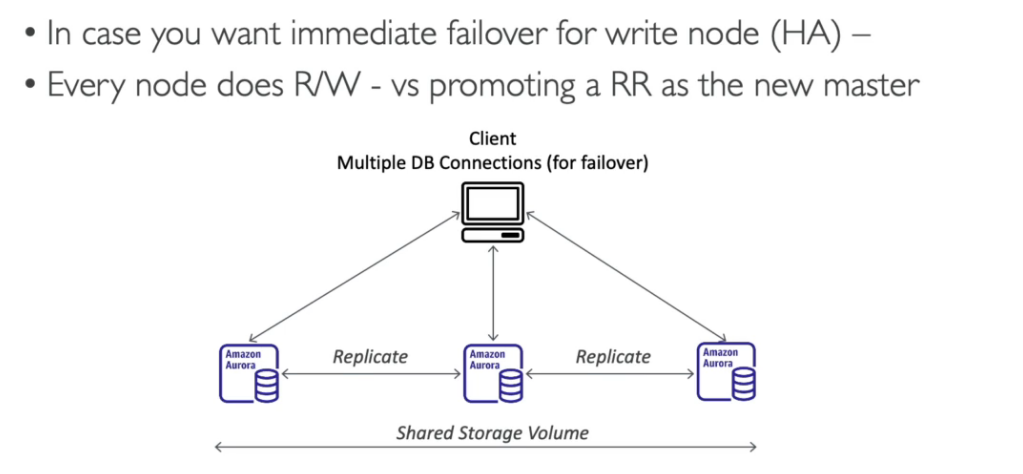 • In case you want immediate failover for write node (HA) –
• Every node does R/W - vs promoting a RR as the new master
Client
Multiple DB Connections (for failover)
Amazon
Aurora
Replicate
Amazon
Aurora
Replicate
Amazon
Aurora
Shared Storage Volume